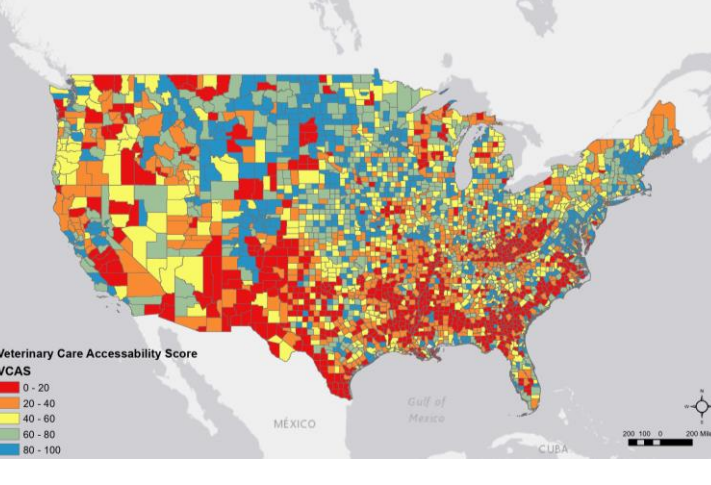 Veterinary Care Accessability Score
VCAS
0 - 20
20 - 40
40 - 60
60 - 80
80 - 100
MÉXICO
Gulf of
Mexico
CUBA
N
W
S
200 100 0 200 Mile